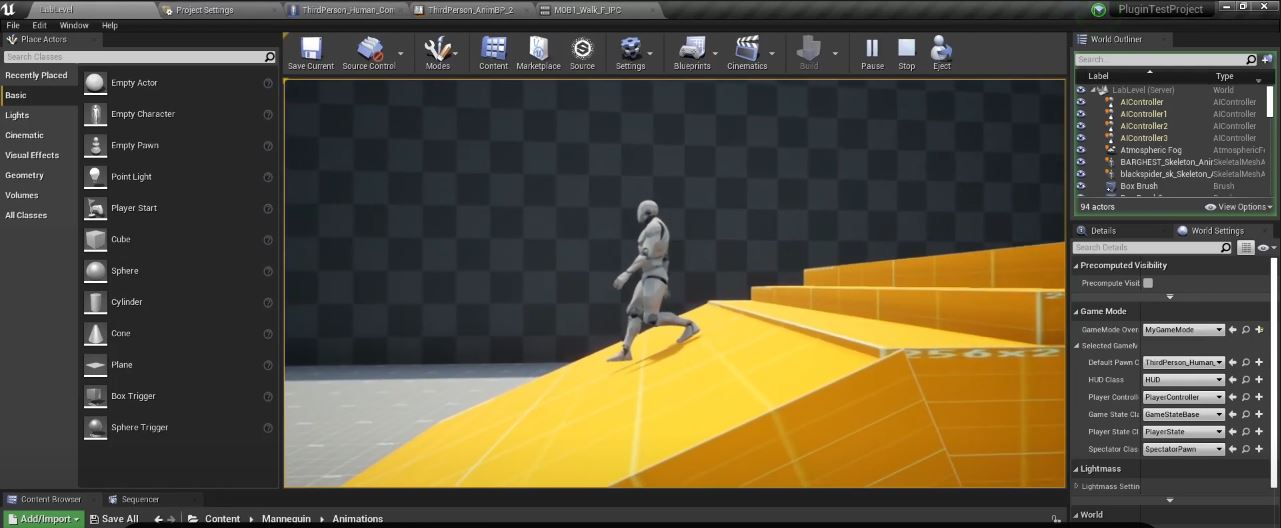 LabLevel
Project Settings
ThirdPerson_Human_Con
ThirdPerson_AnimBP_2
MOB1_Walk_F_IPC
PluginTestProject
File Edit Window Help
Place Actors
Search Classes
Recently Placed
Basic
Lights
Cinematic
Visual Effects
Geometry
Volumes
All Classes
Empty Actor
Empty Character
Empty Pawn
Point Light
Player Start
Cube
Sphere
Cylinder
Cone
Plane
Box Trigger
Sphere Trigger
Save Current
Source Control
Modes
Content
Marketplace
Source
Settings
Blueprints
Cinematics
Build
Pause
Stop
Eject
256x2
World Outliner
Search...
Label Type
LabLevel (Server) World
AIController AIController
AIController1 AIController
AIController2 AIController
AIController3 AIController
Atmospheric Fog AtmosphericF
BARGHEST_Skeleton_Anir SkeletalMeshA
blackspider_sk_Skeleton_A SkeletalMeshA
Box Brush Brush
94 actors View Options
Details World Settings
Search Details
Precomputed Visibility
Precompute Visit
Game Mode
GameMode Over MyGameMode
Selected GameM
Default Pawn C ThirdPerson_Human_
HUD Class HUD
Player Controll PlayerController
Game State Cla GameStateBase
Player State Cl PlayerState
Spectator Clas SpectatorPawn
Lightmass
Lightmass Settin
World
Content Browser Sequencer
Add/Import Save All Content Mannequin Animations